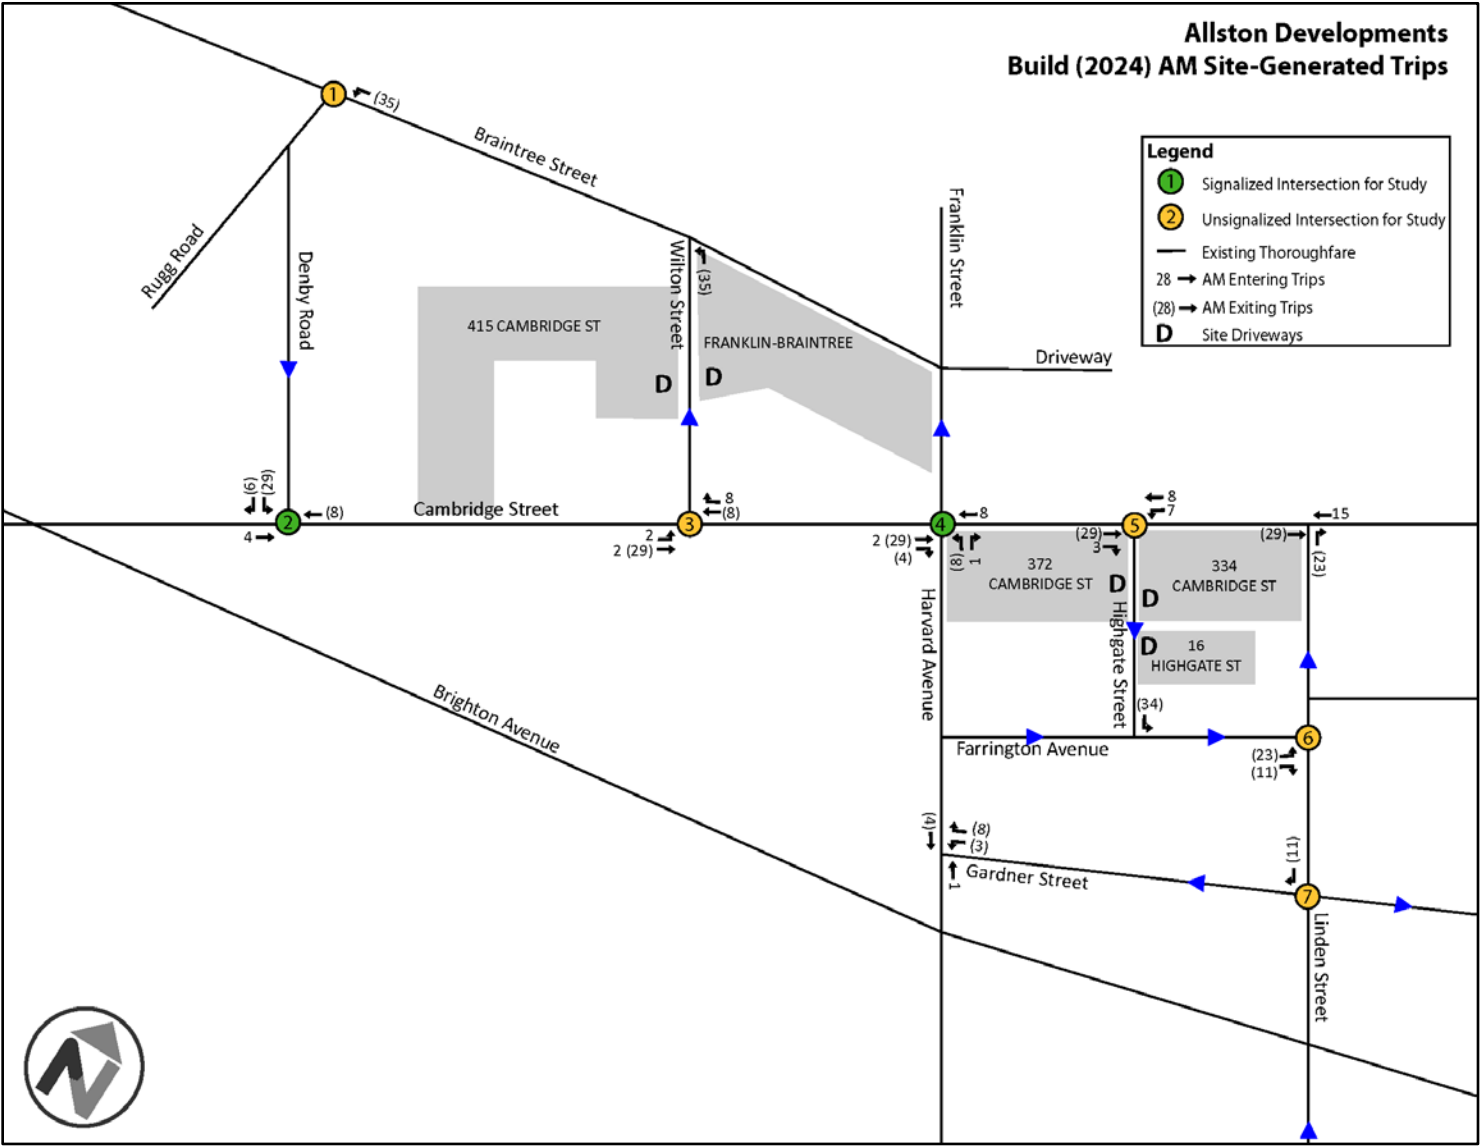 Allston Developments
Build (2024) AM Site-Generated Trips
1
(35)
Braintree Street
Legend
1 Signalized Intersection for Study
2 Unsignalized Intersection for Study
Existing Thoroughfare
28 AM Entering Trips
(28) AM Exiting Trips
D Site Driveways
Rugg Road
Denby Road
Wilton Street
(35)
Franklin Street
415 CAMBRIDGE ST
FRANKLIN-BRAINTREE
Driveway
D
D
(6)
(29)
2
(8)
4
Cambridge Street
3
8
(8)
2
2 (29)
4
8
2 (29)
(4)
(8)
1
5
8
7
(29)
3
15
(29)
(23)
372
CAMBRIDGE ST
D
334
CAMBRIDGE ST
D
D
16
HIGHGATE ST
Harvard Avenue
Highgate Street
(34)
Farrington Avenue
6
(23)
(11)
Brighton Avenue
(4)
(8)
(3)
1
Gardner Street
(11)
7
Linden Street
N